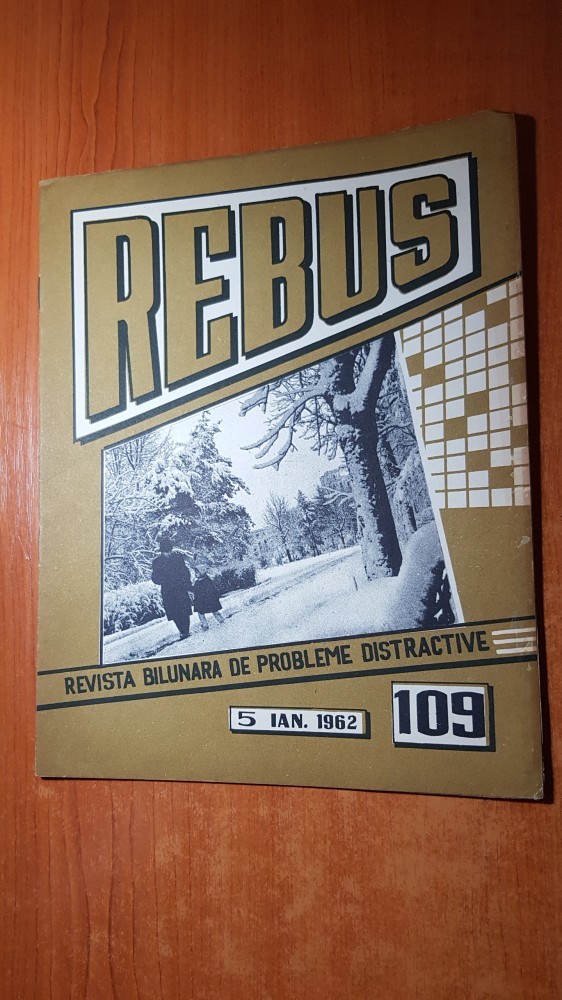 REBUS
REVISTA BILUNARA DE PROBLEME DISTRACTIVE
5 IAN. 1962
109